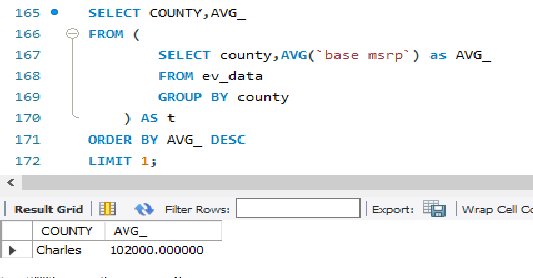 165 SELECT COUNTY,AVG_
166 FROM (
167 SELECT county,AVG(`base msrp`) as AVG_
168 FROM ev_data
169 GROUP BY county
170 ) AS t
171 ORDER BY AVG_ DESC
172 LIMIT 1;
Result Grid Filter Rows: Export: Wrap Cell Co
COUNTY AVG_
Charles 102000.000000